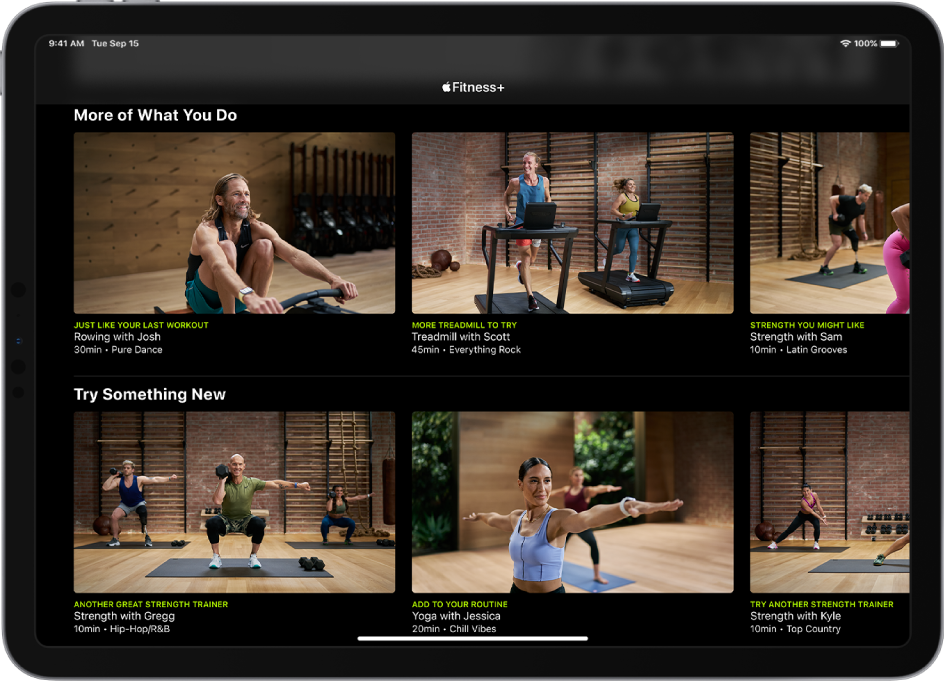 9:41 AM Tue Sep 15
100%
Fitness+
More of What You Do
JUST LIKE YOUR LAST WORKOUT
Rowing with Josh
30min • Pure Dance
MORE TREADMILL TO TRY
Treadmill with Scott
45min • Everything Rock
STRENGTH YOU MIGHT LIKE
Strength with Sam
10min • Latin Grooves
Try Something New
ANOTHER GREAT STRENGTH TRAINER
Strength with Gregg
10min • Hip-Hop/R&B
ADD TO YOUR ROUTINE
Yoga with Jessica
20min • Chill Vibes
TRY ANOTHER STRENGTH TRAINER
Strength with Kyle
10min • Top Country